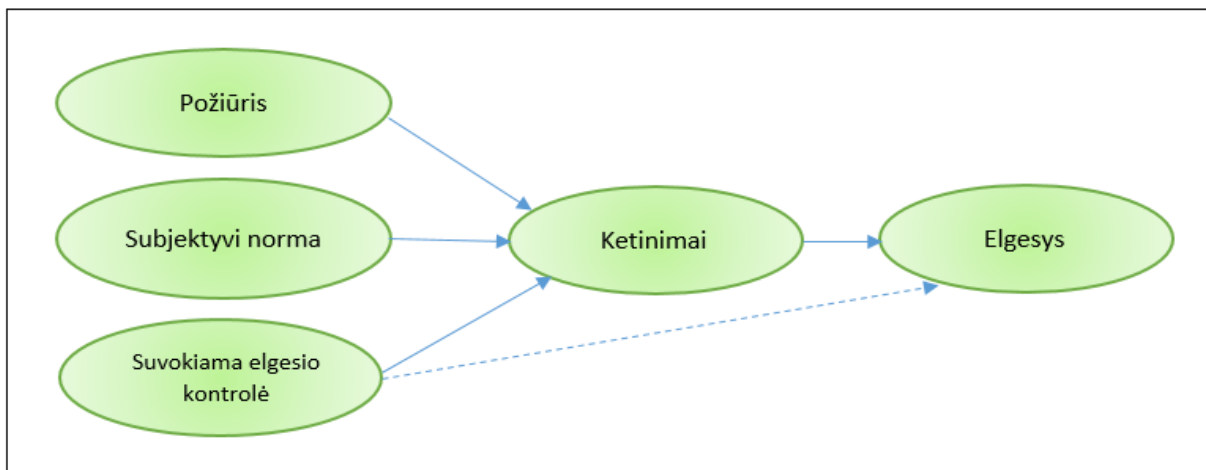 Požiūris
Subjektyvi norma
Suvokiama elgesio
kontrolė
Ketinimai
Elgesys